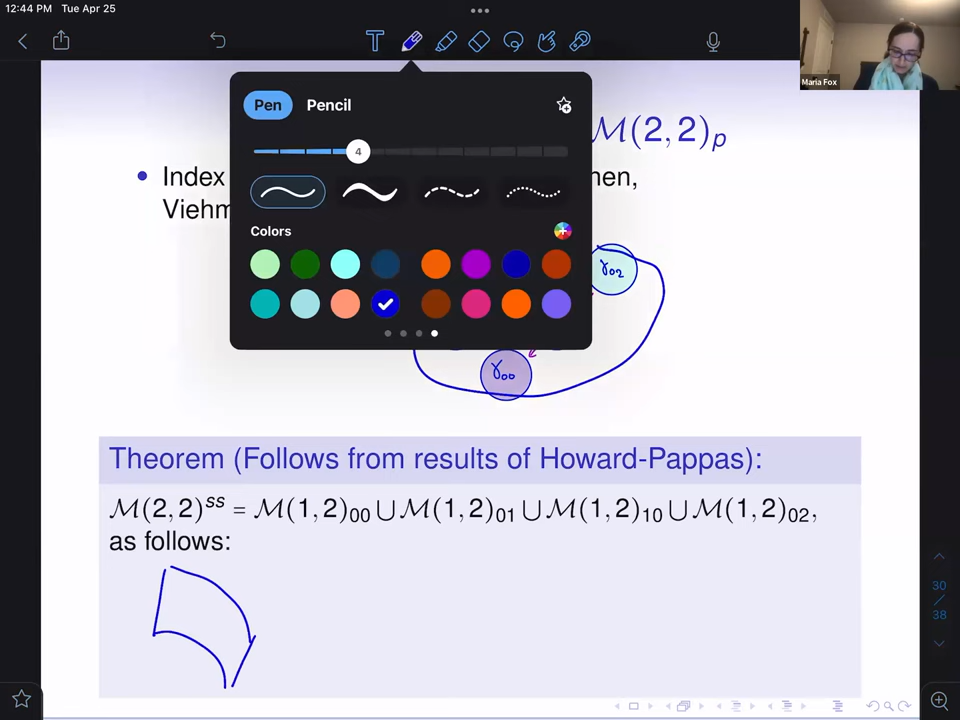 12:44 PM Tue Apr 25
Maria Fox
Pen Pencil
4
Colors
M(2, 2)p
Index
Viehm
nen,
γ02
γ00
Theorem (Follows from results of Howard-Pappas):
M(2, 2)ss = M(1, 2)00 ∪ M(1, 2)01 ∪ M(1, 2)10 ∪ M(1, 2)02,
as follows:
30
/
38